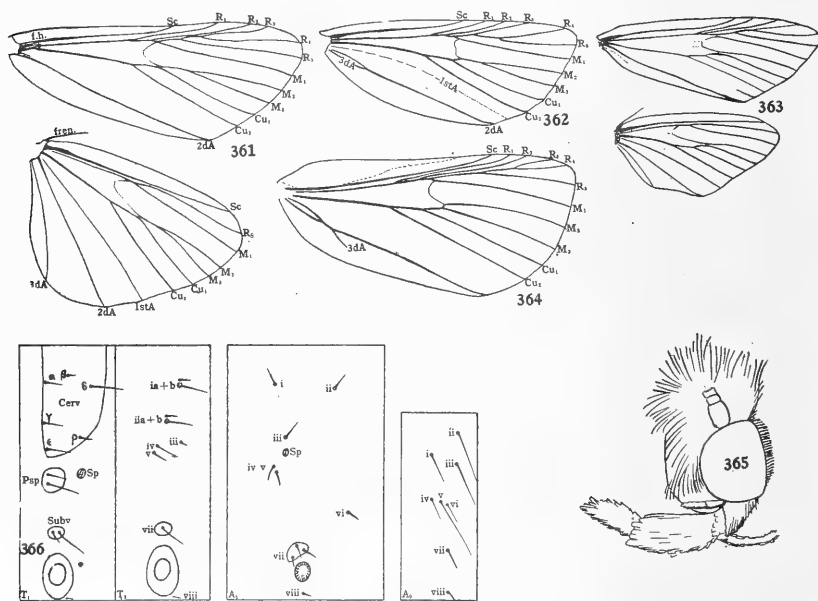 f.h. Sc R₁ R₂ R₃
R₄
R₅
M₁
M₂
M₃
Cu₁
Cu₂
2dA
361
Sc R₁ R₂ R₃ R₄
R₅
M₁
M₂
M₃
Cu₁
Cu₂
3dA
1stA
2dA
362
363
fren.
Sc
Rs
M₁
M₂
M₃
Cu₁
Cu₂
1stA
2dA
3dA
Sc R₁ R₂ R₃ R₄
R₅
M₁
M₂
M₃
Cu₁
Cu₂
3dA
364
α β
δ
Cerv
γ
ε ρ
Psp Sp
Subv
366
T₁
ia+b
iia+b
iv iii
v
vii
T₂ viii
i ii
iii
Sp
iv v
vi
vii
viii
ii
i
iii
iv v vi
vii
viii
365